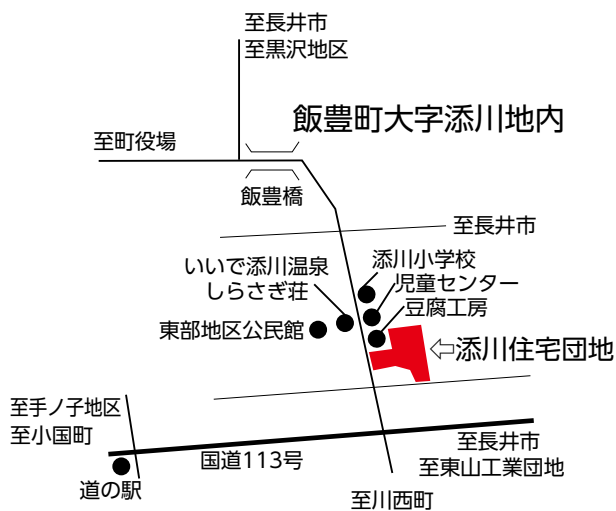 至長井市
至黒沢地区
飯豊町大字添川地内
至町役場
飯豊橋
至長井市
添川小学校
いいで添川温泉
しらさぎ荘
児童センター
豆腐工房
東部地区公民館
⇦添川住宅団地
至手ノ子地区
至小国町
国道113号
至長井市
至東山工業団地
道の駅
至川西町